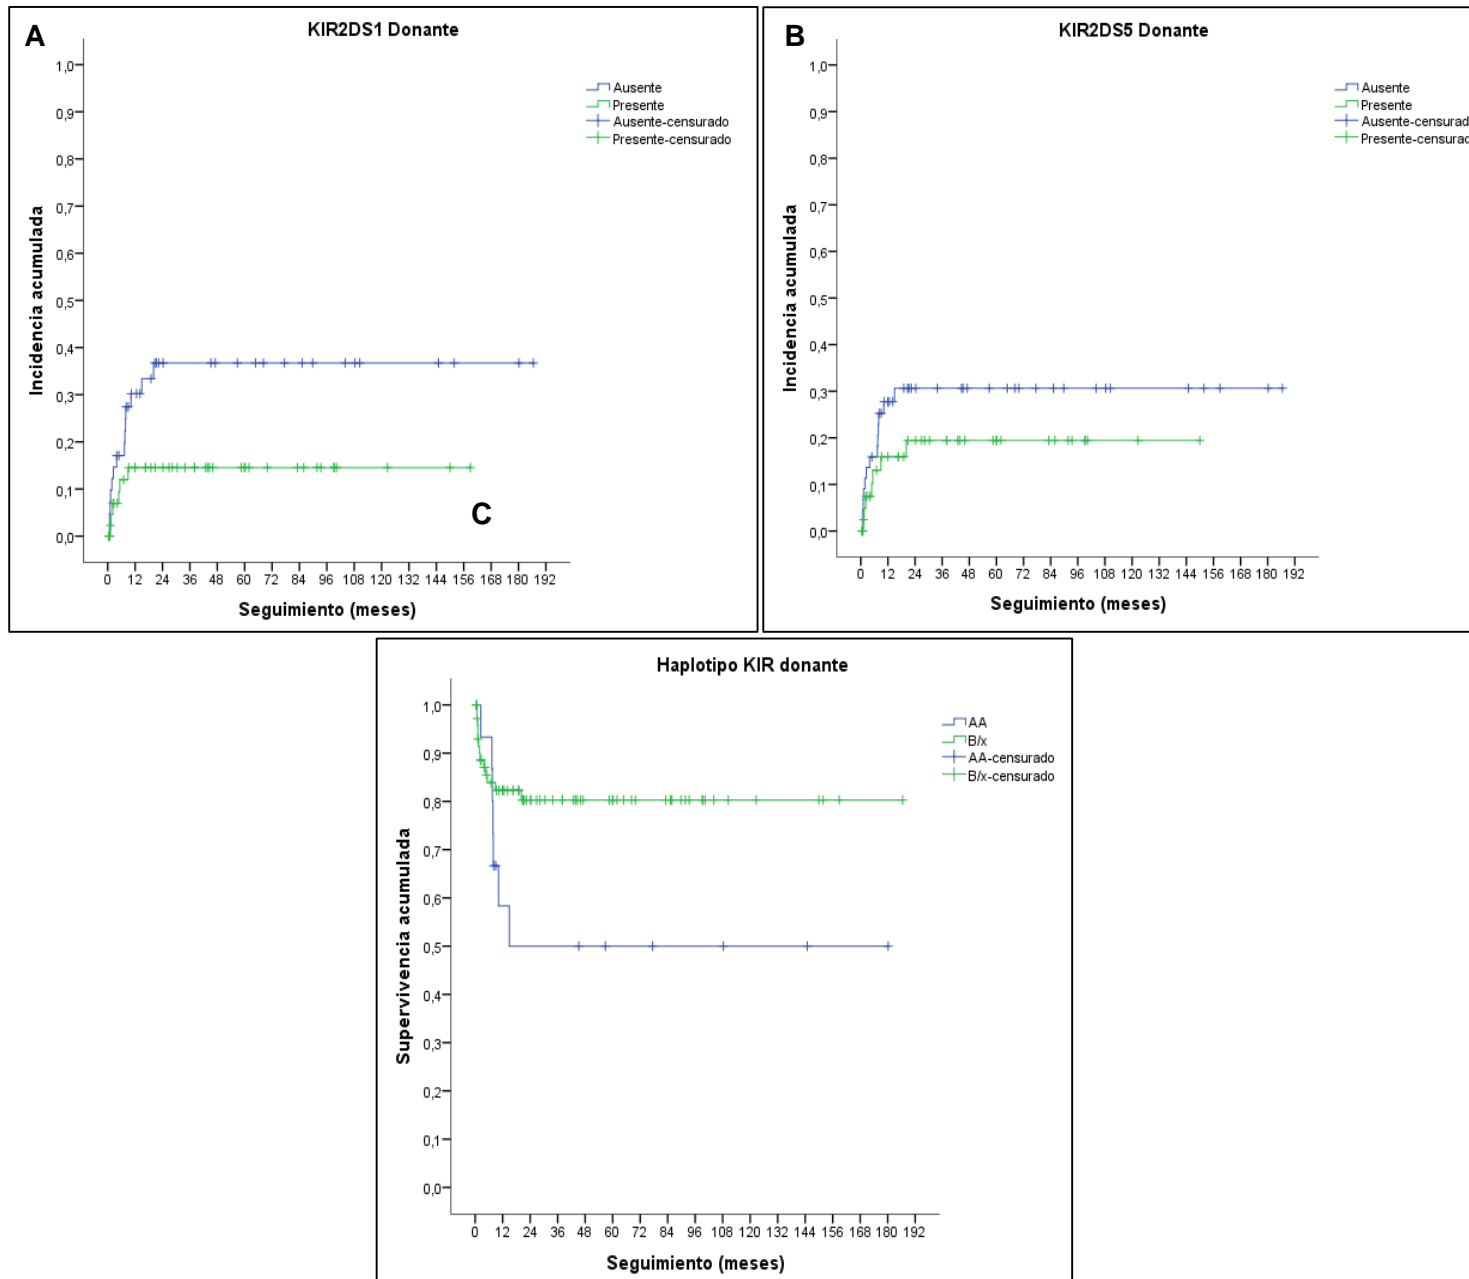 A
KIR2DS1 Donante
1,0
0,9
0,8
0,7
0,6
0,5
0,4
0,3
0,2
0,1
0,0
Incidencia acumulada
Ausente
Presente
Ausente-censurado
Presente-censurado
C
0 12 24 36 48 60 72 84 96 108 120 132 144 156 168 180 192
Seguimiento (meses)
B
KIR2DS5 Donante
1,0
0,9
0,8
0,7
0,6
0,5
0,4
0,3
0,2
0,1
0,0
Incidencia acumulada
Ausente
Presente
Ausente-censurad
Presente-censurad
0 12 24 36 48 60 72 84 96 108 120 132 144 156 168 180 192
Seguimiento (meses)
Haplotipo KIR donante
1,0
0,9
0,8
0,7
0,6
0,5
0,4
0,3
0,2
0,1
0,0
Supervivencia acumulada
AA
B/x
AA-censurado
B/x-censurado
0 12 24 36 48 60 72 84 96 108 120 132 144 156 168 180 192
Seguimiento (meses)